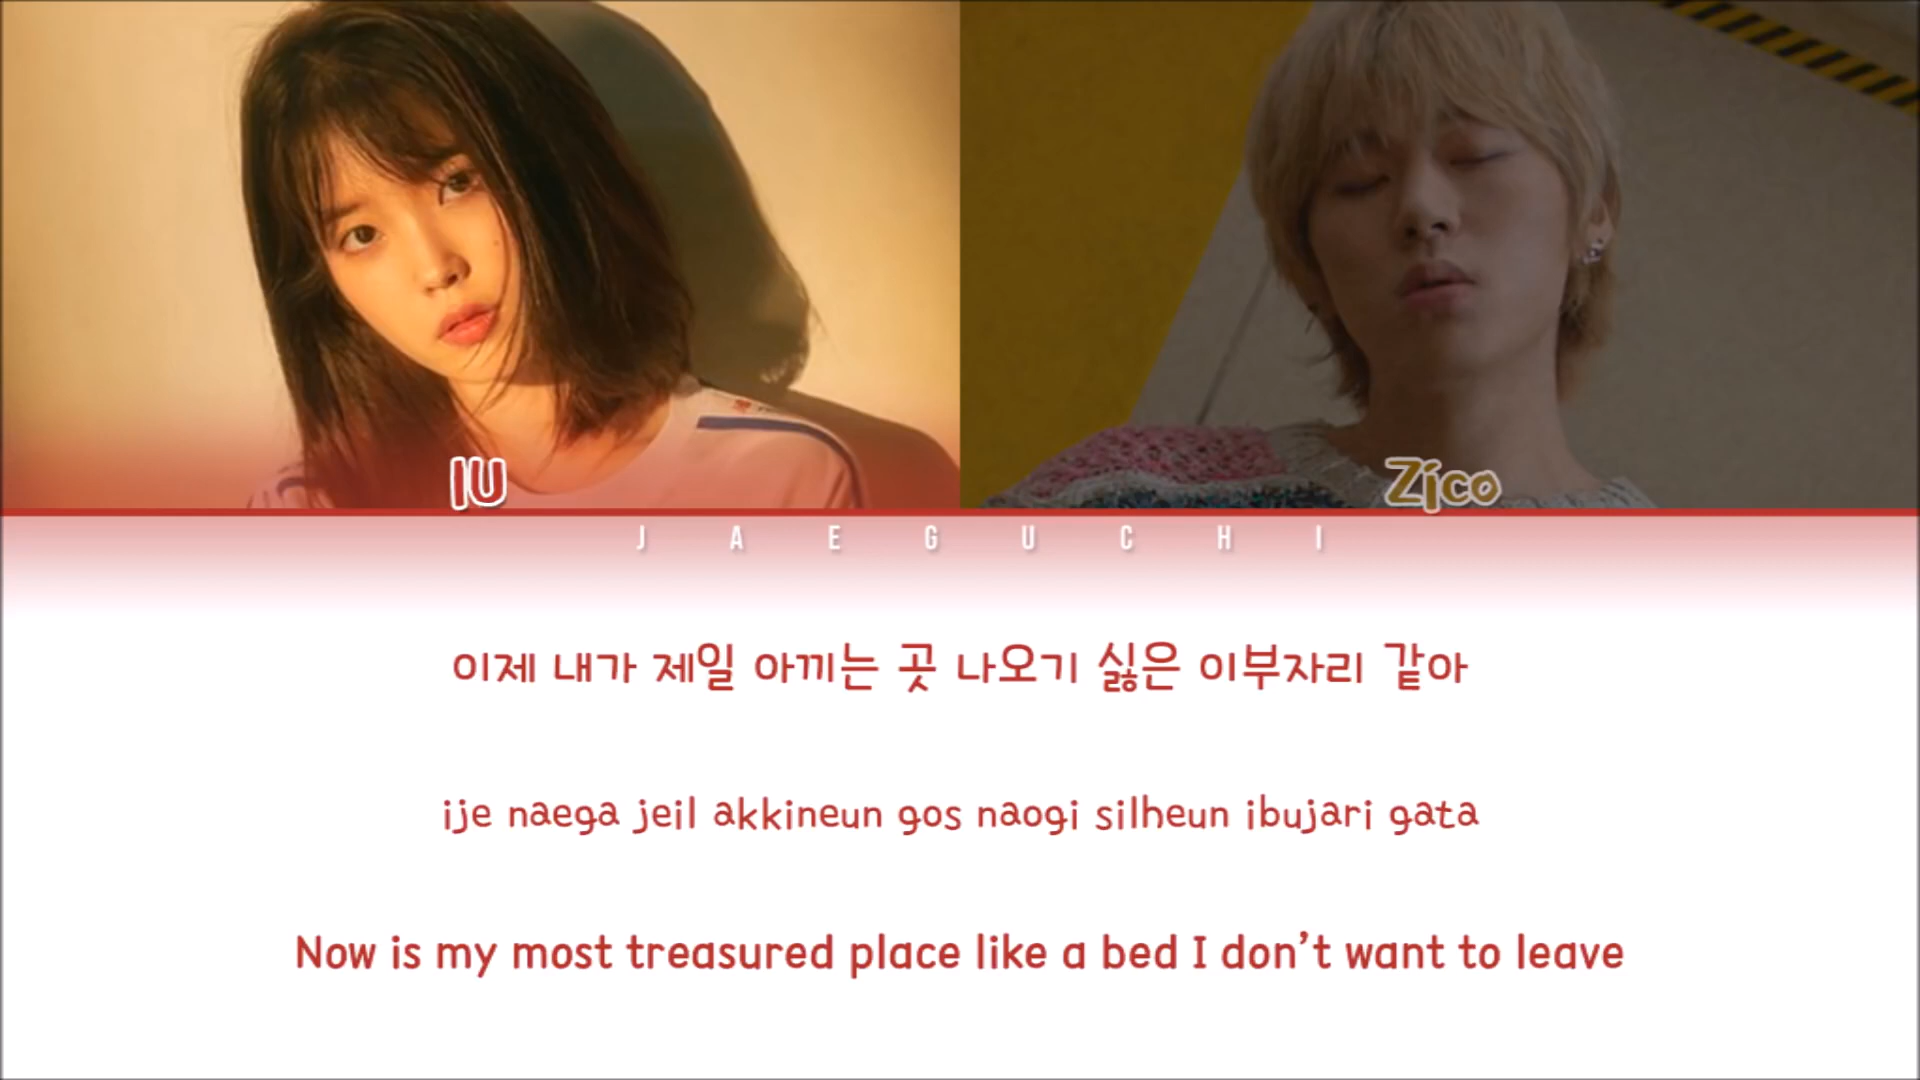 IU
Zico
JAEGUCHI
이제 내가 제일 아끼는 곳 나오기 싫은 이부자리 같아
ije naega jeil akkineun gos naogi silheun ibujari gata
Now is my most treasured place like a bed I don’t want to leave